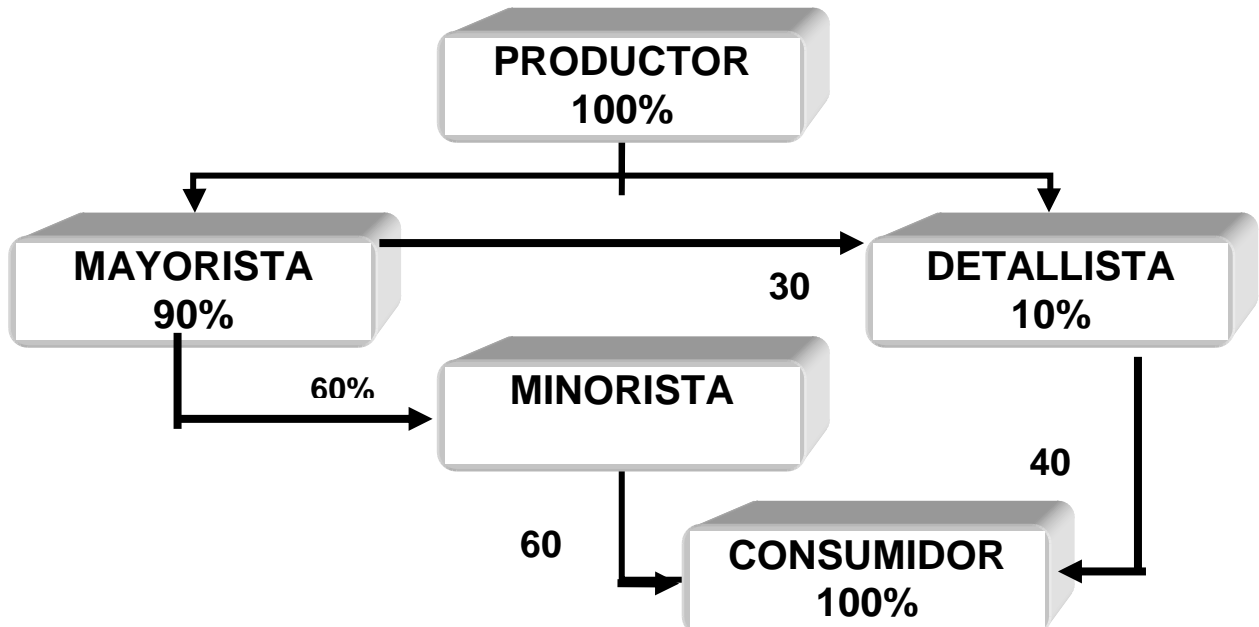 PRODUCTOR
100%
MAYORISTA
90%
30
DETALLISTA
10%
60%
MINORISTA
40
60
CONSUMIDOR
100%